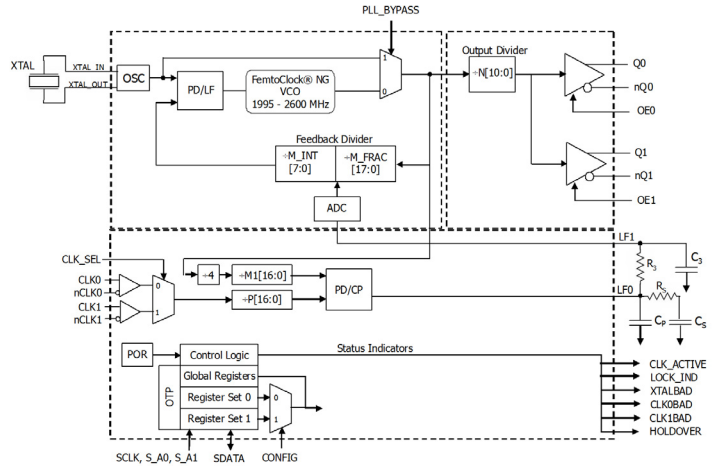 PLL_BYPASS
XTAL
XTAL_IN
XTAL_OUT
OSC
PD/LF
FemtoClock® NG
VCO
1995 - 2600 MHz
1
0
Output Divider
÷N[10:0]
Q0
nQ0
OE0
Q1
nQ1
OE1
Feedback Divider
÷M_INT
[7:0]
÷M_FRAC
[17:0]
ADC
LF1
CLK_SEL
÷4
÷M1[16:0]
PD/CP
÷P[16:0]
CLK0
nCLK0
CLK1
nCLK1
0
1
R3
C3
LF0
RS
CP
CS
POR
Control Logic
Status Indicators
Global Registers
OTP
Register Set 0
0
Register Set 1
1
CLK_ACTIVE
LOCK_IND
XTALBAD
CLK0BAD
CLK1BAD
HOLDOVER
SCLK, S_A0, S_A1
SDATA
CONFIG